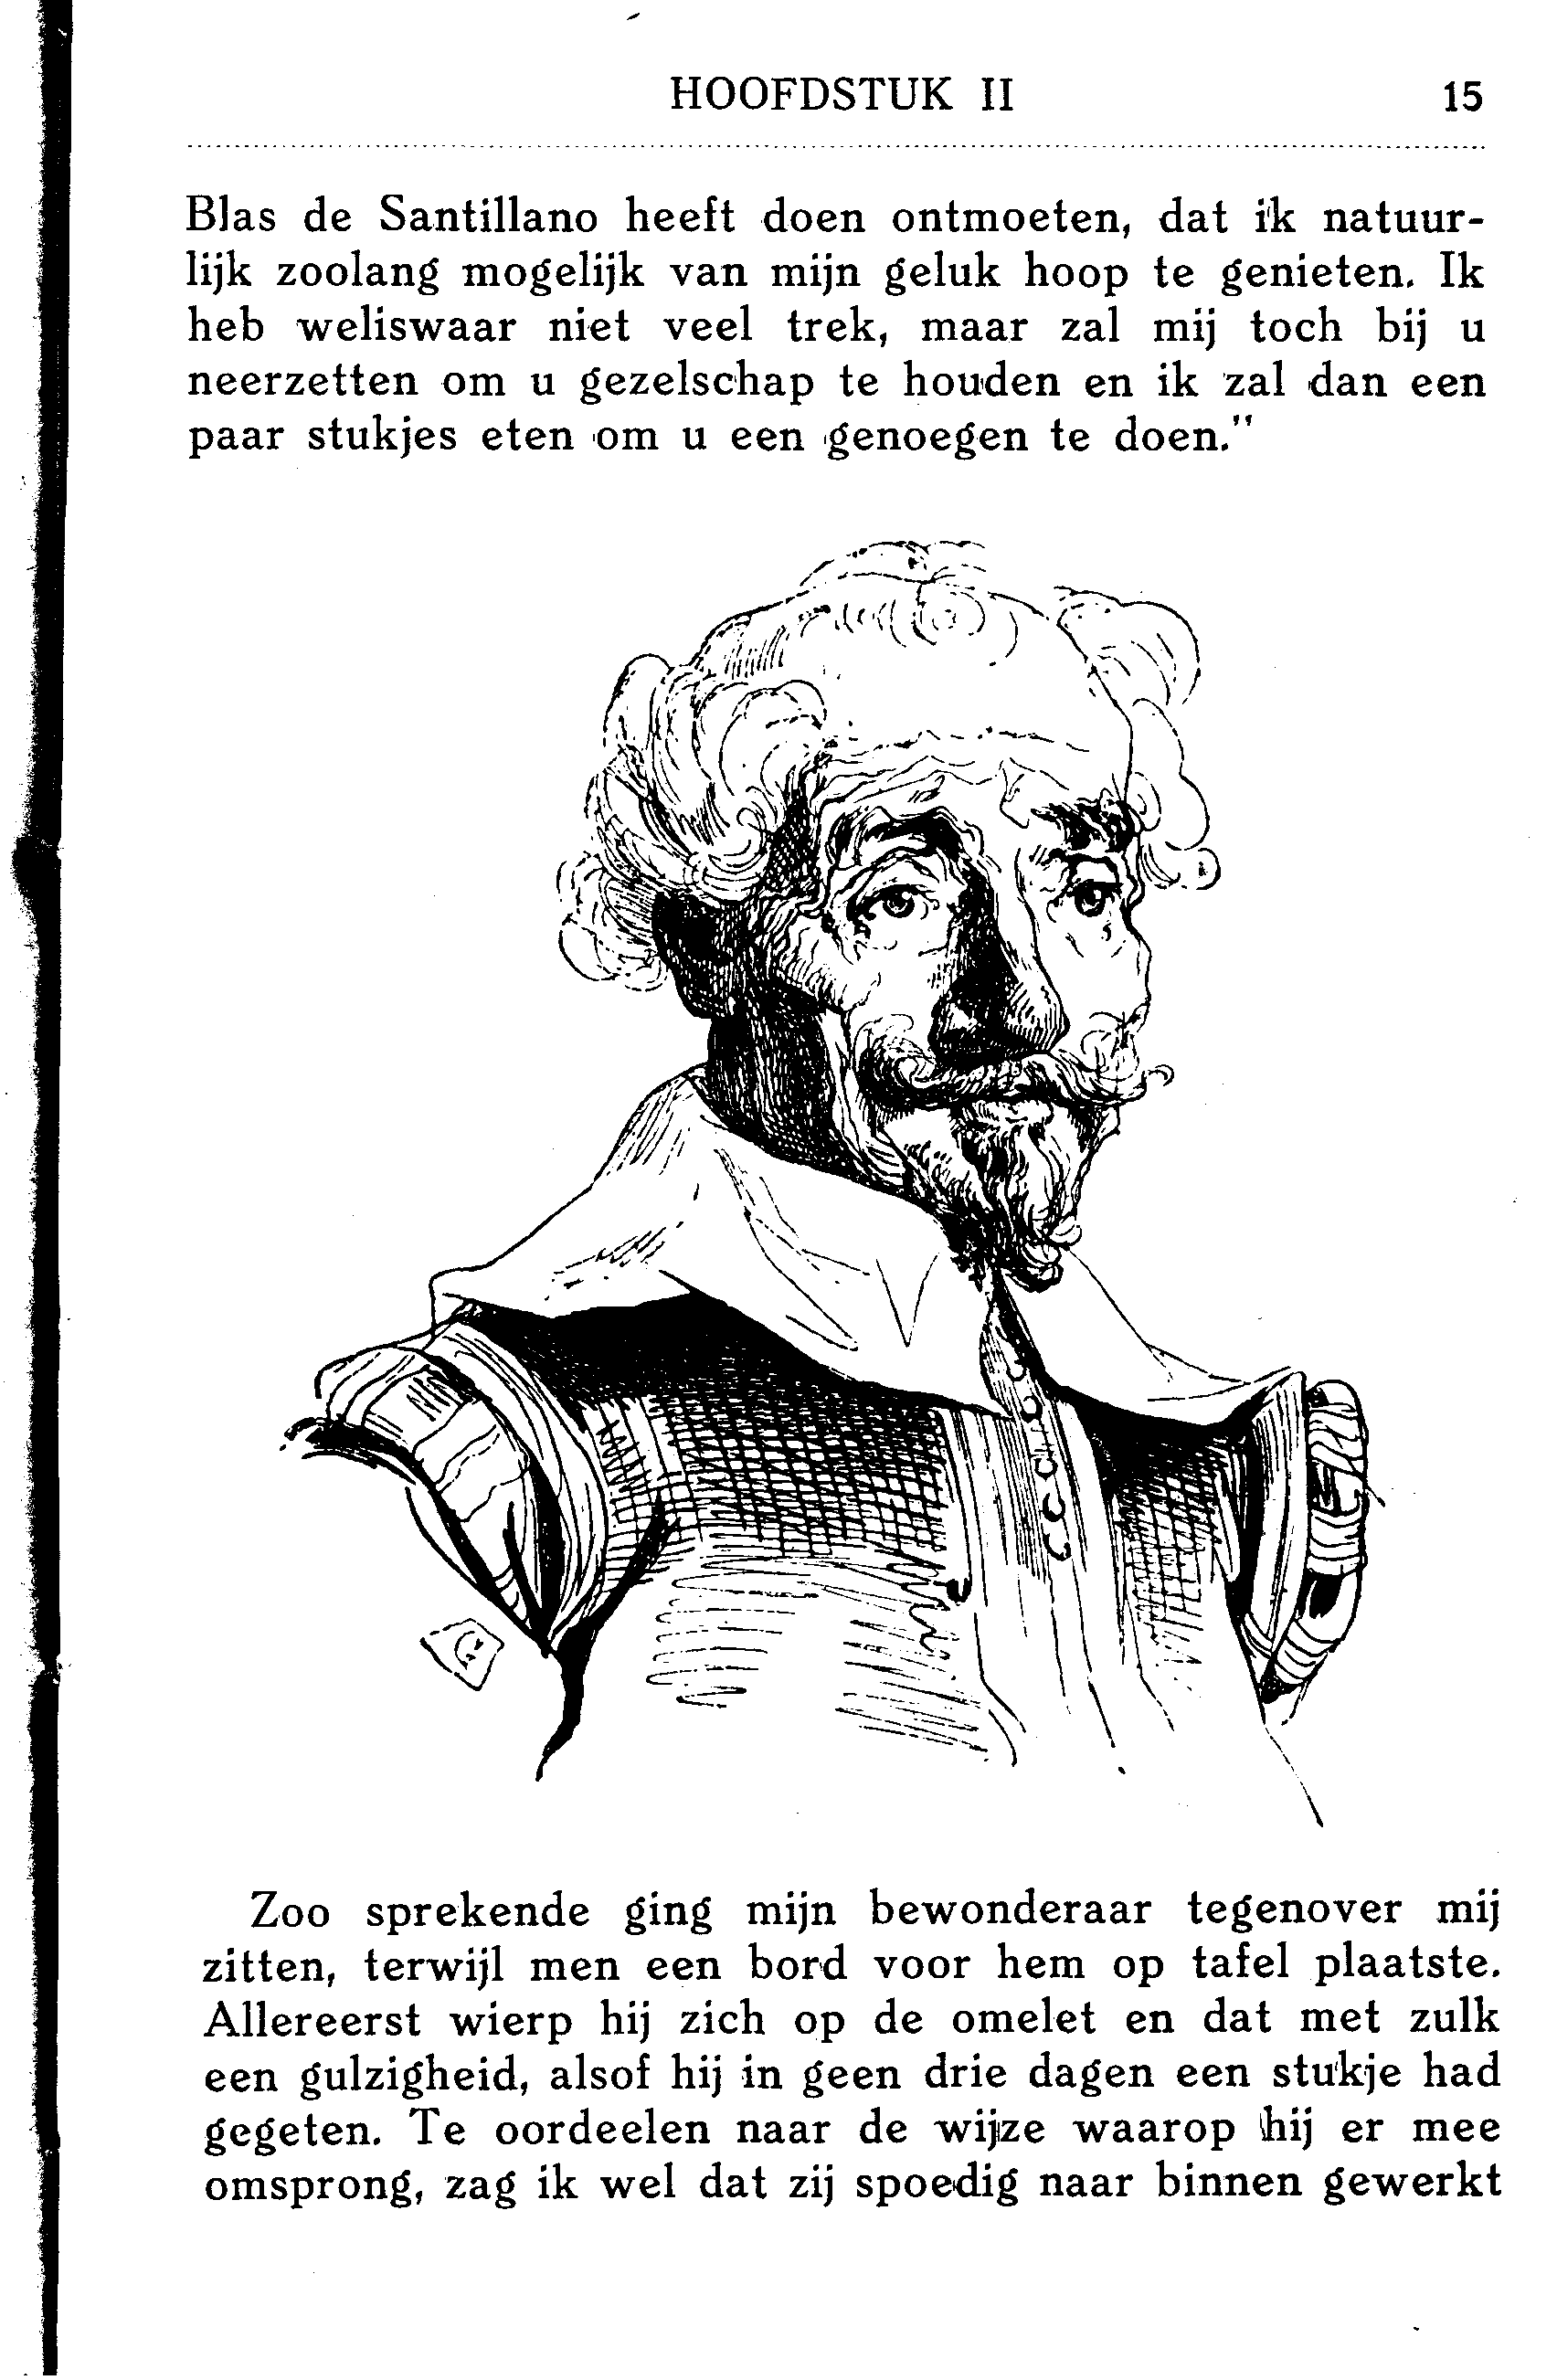 HOOFDSTUK II 15
Blas de Santillano heeft doen ontmoeten, dat ik natuur-
lijk zoolang mogelijk van mijn geluk hoop te genieten. Ik
heb weliswaar niet veel trek, maar zal mij toch bij u
neerzetten om u gezelschap te houden en ik zal dan een
paar stukjes eten om u een genoegen te doen."
G
Zoo sprekende ging mijn bewonderaar tegenover mij
zitten, terwijl men een bord voor hem op tafel plaatste.
Allereerst wierp hij zich op de omelet en dat met zulk
een gulzigheid, alsof hij in geen drie dagen een stukje had
gegeten. Te oordeelen naar de wijze waarop hij er mee
omsprong, zag ik wel dat zij spoedig naar binnen gewerkt